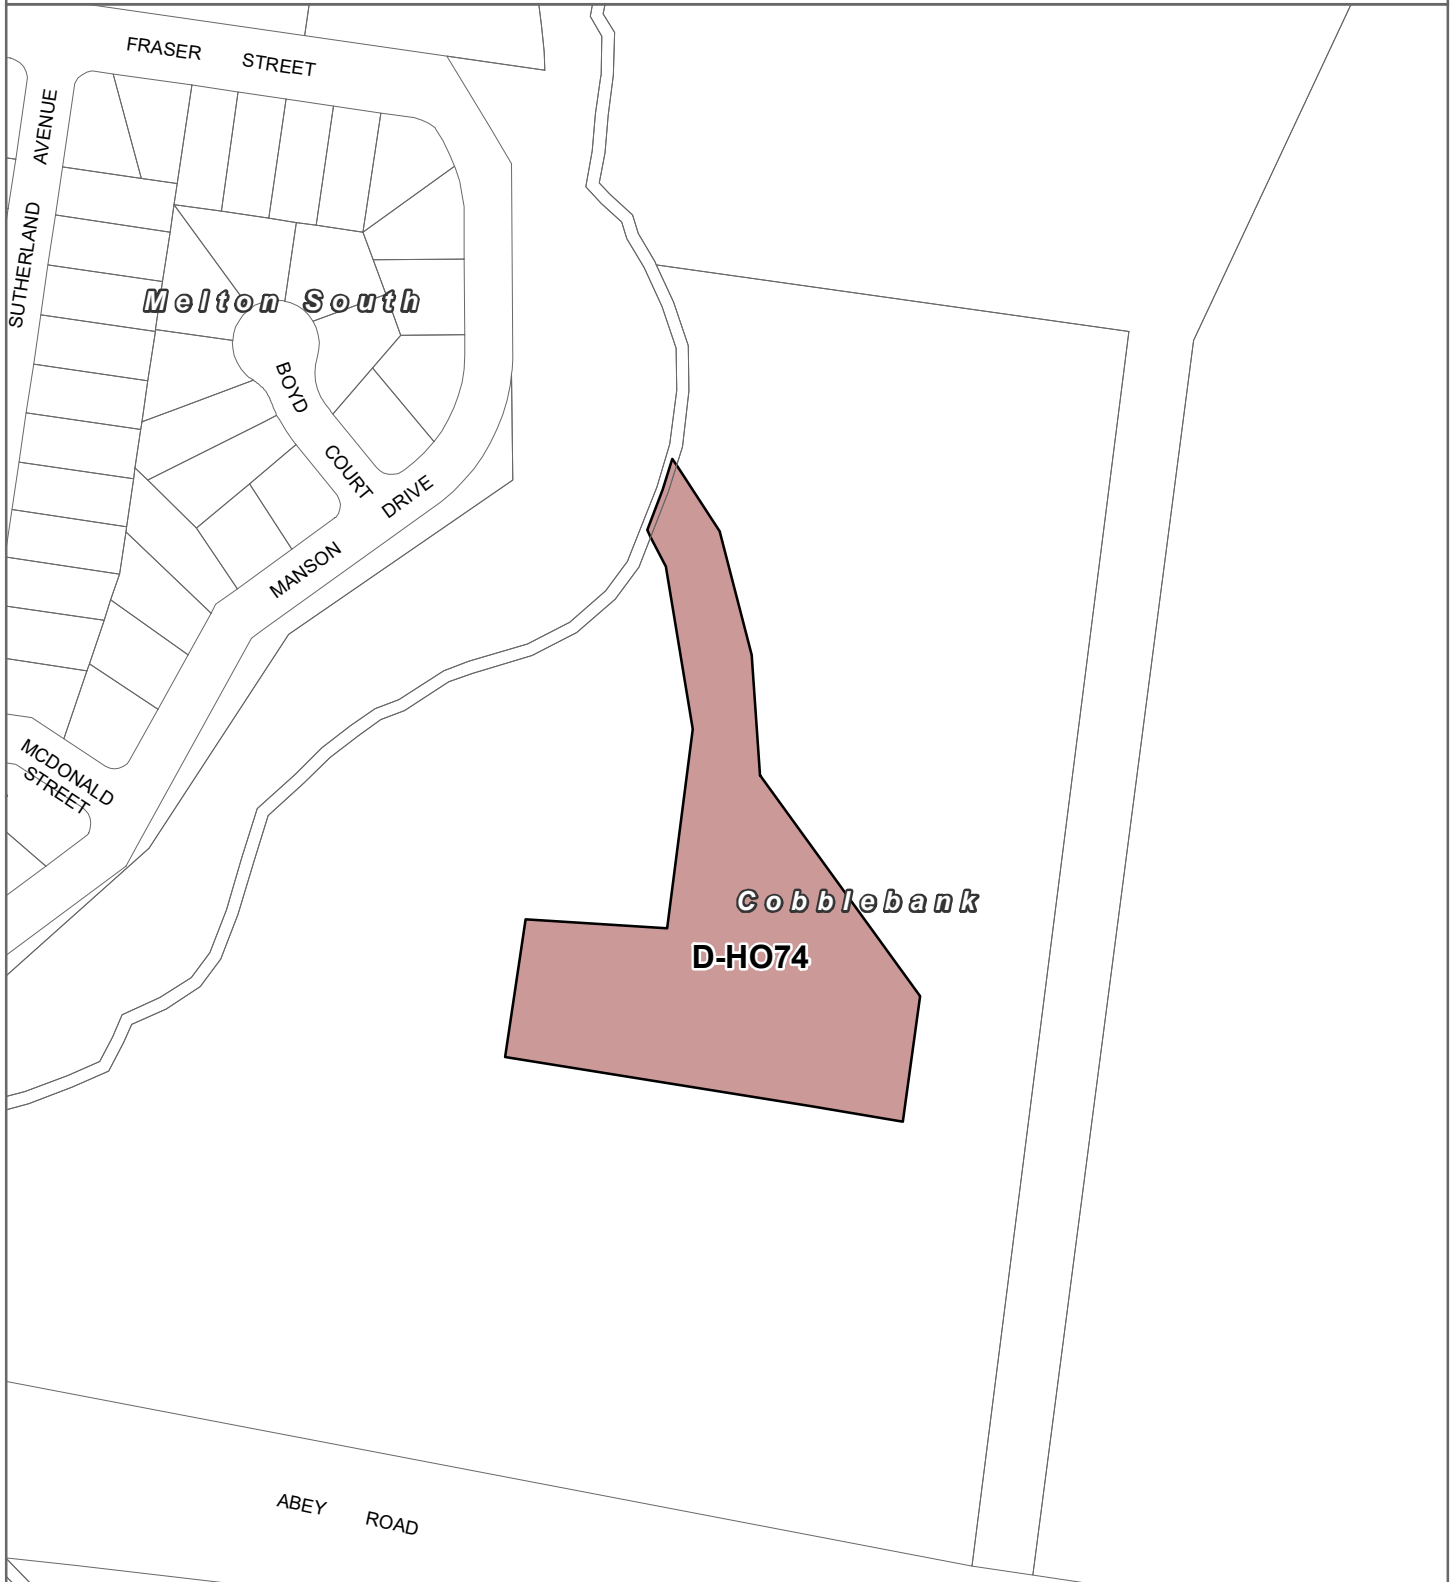 FRASER STREET
SUTHERLAND AVENUE
Melton South
BOYD COURT
MANSON DRIVE
MCDONALD
STREET
Cobblebank
D-HO74
ABEY ROAD